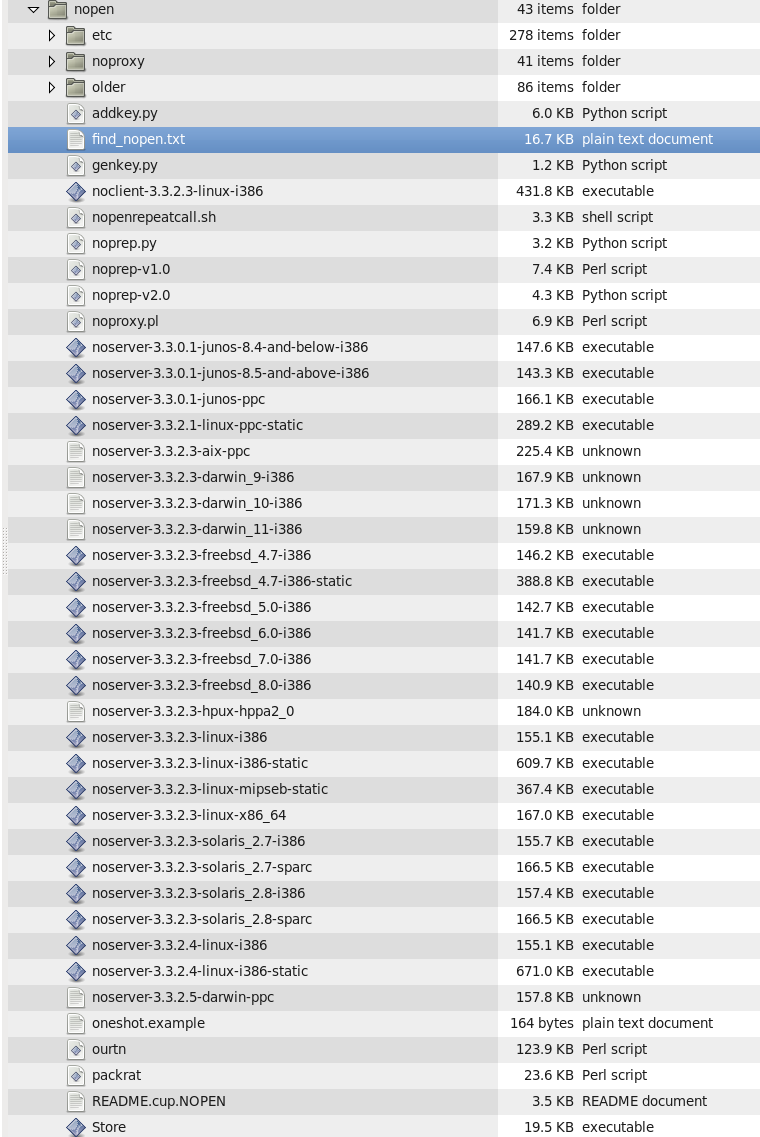 nopen 43 items folder
etc 278 items folder
noproxy 41 items folder
older 86 items folder
addkey.py 6.0 KB Python script
find_nopen.txt 16.7 KB plain text document
genkey.py 1.2 KB Python script
noclient-3.3.2.3-linux-i386 431.8 KB executable
nopenrepeatcall.sh 3.3 KB shell script
noprep.py 3.2 KB Python script
noprep-v1.0 7.4 KB Perl script
noprep-v2.0 4.3 KB Python script
noproxy.pl 6.9 KB Perl script
noserver-3.3.0.1-junos-8.4-and-below-i386 147.6 KB executable
noserver-3.3.0.1-junos-8.5-and-above-i386 143.3 KB executable
noserver-3.3.0.1-junos-ppc 166.1 KB executable
noserver-3.3.2.1-linux-ppc-static 289.2 KB executable
noserver-3.3.2.3-aix-ppc 225.4 KB unknown
noserver-3.3.2.3-darwin_9-i386 167.9 KB unknown
noserver-3.3.2.3-darwin_10-i386 171.3 KB unknown
noserver-3.3.2.3-darwin_11-i386 159.8 KB unknown
noserver-3.3.2.3-freebsd_4.7-i386 146.2 KB executable
noserver-3.3.2.3-freebsd_4.7-i386-static 388.8 KB executable
noserver-3.3.2.3-freebsd_5.0-i386 142.7 KB executable
noserver-3.3.2.3-freebsd_6.0-i386 141.7 KB executable
noserver-3.3.2.3-freebsd_7.0-i386 141.7 KB executable
noserver-3.3.2.3-freebsd_8.0-i386 140.9 KB executable
noserver-3.3.2.3-hpux-hppa2_0 184.0 KB unknown
noserver-3.3.2.3-linux-i386 155.1 KB executable
noserver-3.3.2.3-linux-i386-static 609.7 KB executable
noserver-3.3.2.3-linux-mipseb-static 367.4 KB executable
noserver-3.3.2.3-linux-x86_64 167.0 KB executable
noserver-3.3.2.3-solaris_2.7-i386 155.7 KB executable
noserver-3.3.2.3-solaris_2.7-sparc 166.5 KB executable
noserver-3.3.2.3-solaris_2.8-i386 157.4 KB executable
noserver-3.3.2.3-solaris_2.8-sparc 166.5 KB executable
noserver-3.3.2.4-linux-i386 155.1 KB executable
noserver-3.3.2.4-linux-i386-static 671.0 KB executable
noserver-3.3.2.5-darwin-ppc 157.8 KB unknown
oneshot.example 164 bytes plain text document
ourtn 123.9 KB Perl script
packrat 23.6 KB Perl script
README.cup.NOPEN 3.5 KB README document
Store 19.5 KB executable